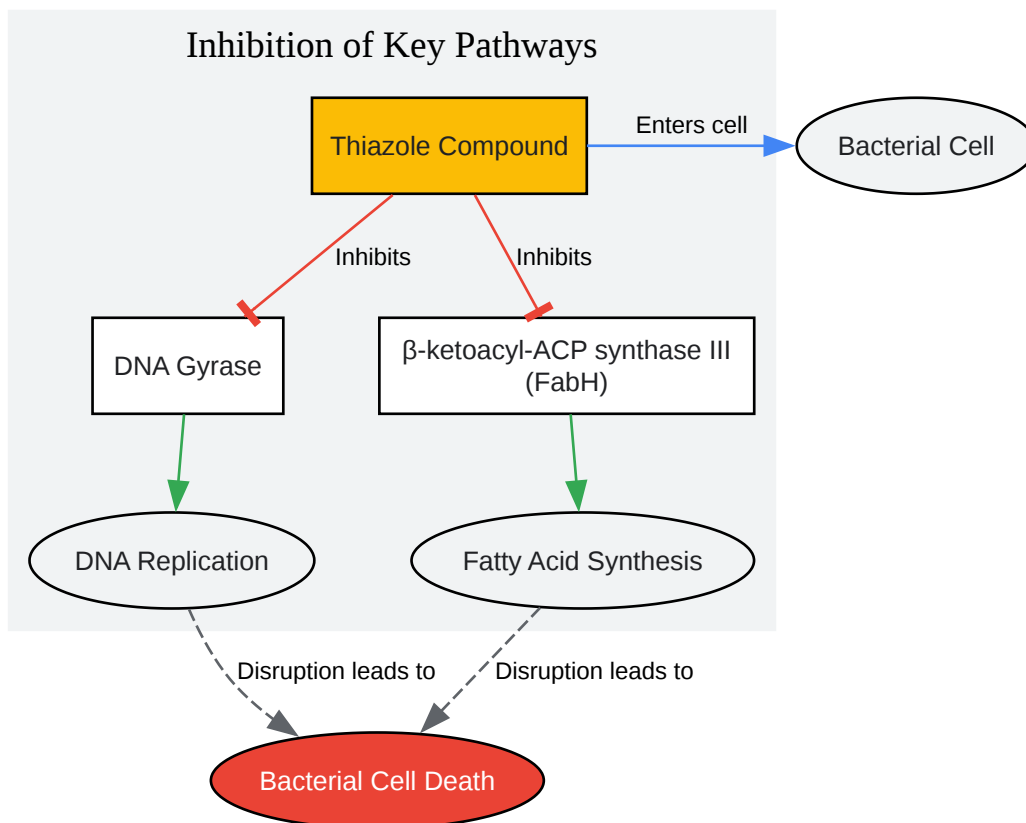 Inhibition of Key Pathways
Thiazole Compound
Enters cell
Bacterial Cell
Inhibits
Inhibits
DNA Gyrase
β-ketoacyl-ACP synthase III
(FabH)
DNA Replication
Fatty Acid Synthesis
Disruption leads to
Disruption leads to
Bacterial Cell Death